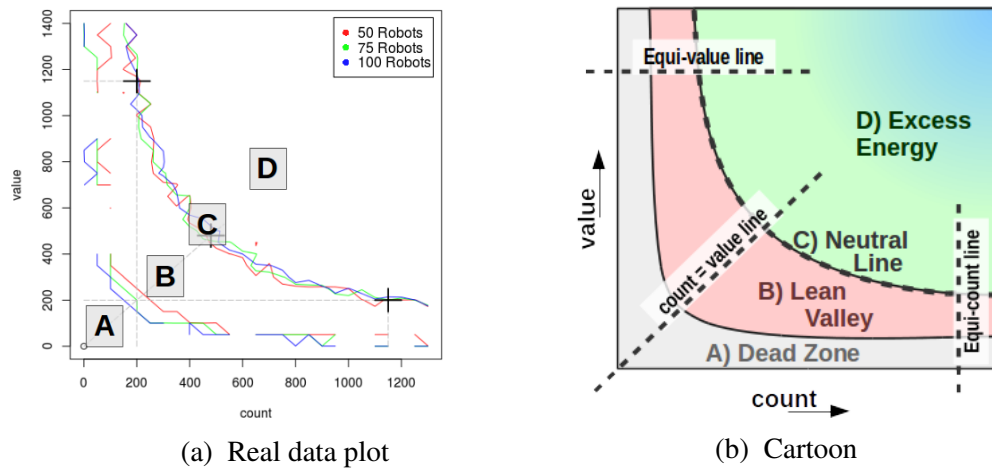 1400
1200
1000
800
600
400
200
0
value
50 Robots
75 Robots
100 Robots
D
C
B
A
0
200
400
600
800
1000
1200
count
(a) Real data plot
Equi-value line
D) Excess
Energy
value
count = value line
C) Neutral
Line
B) Lean
Valley
Equi-count line
A) Dead Zone
count
(b) Cartoon